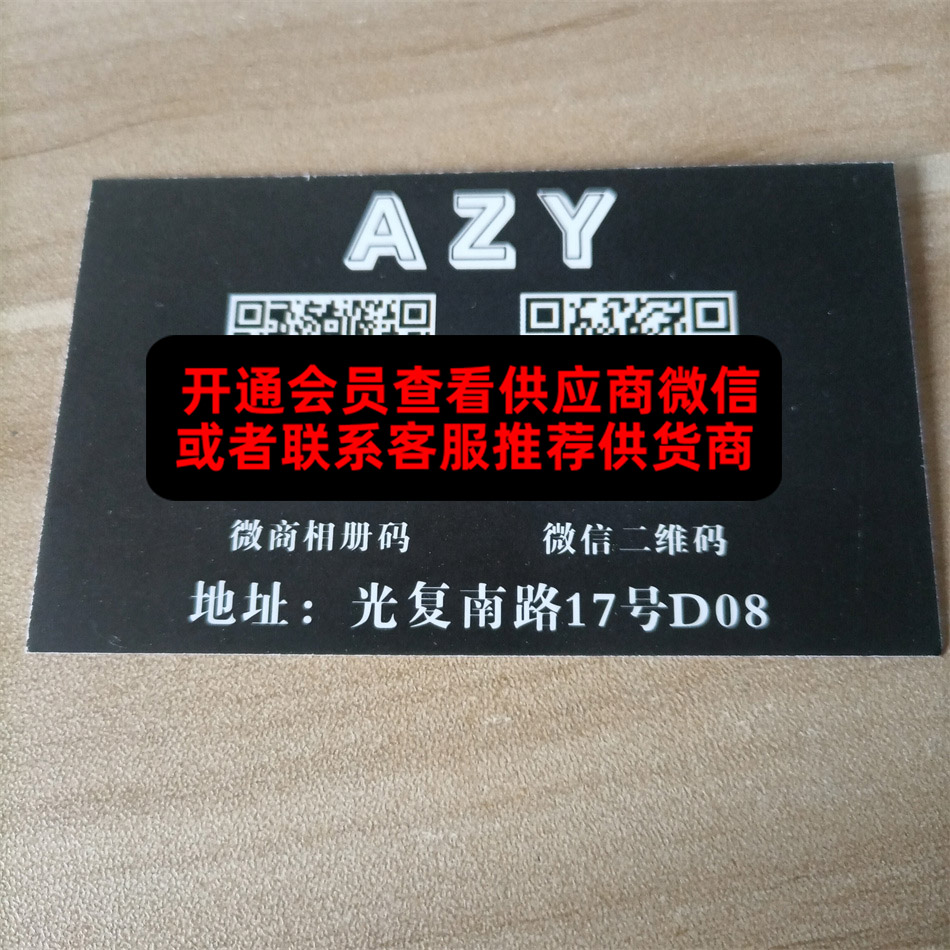 AZY
开通会员查看供应商微信
或者联系客服推荐供货商
微商相册码 微信二维码
地址：光复南路17号D08